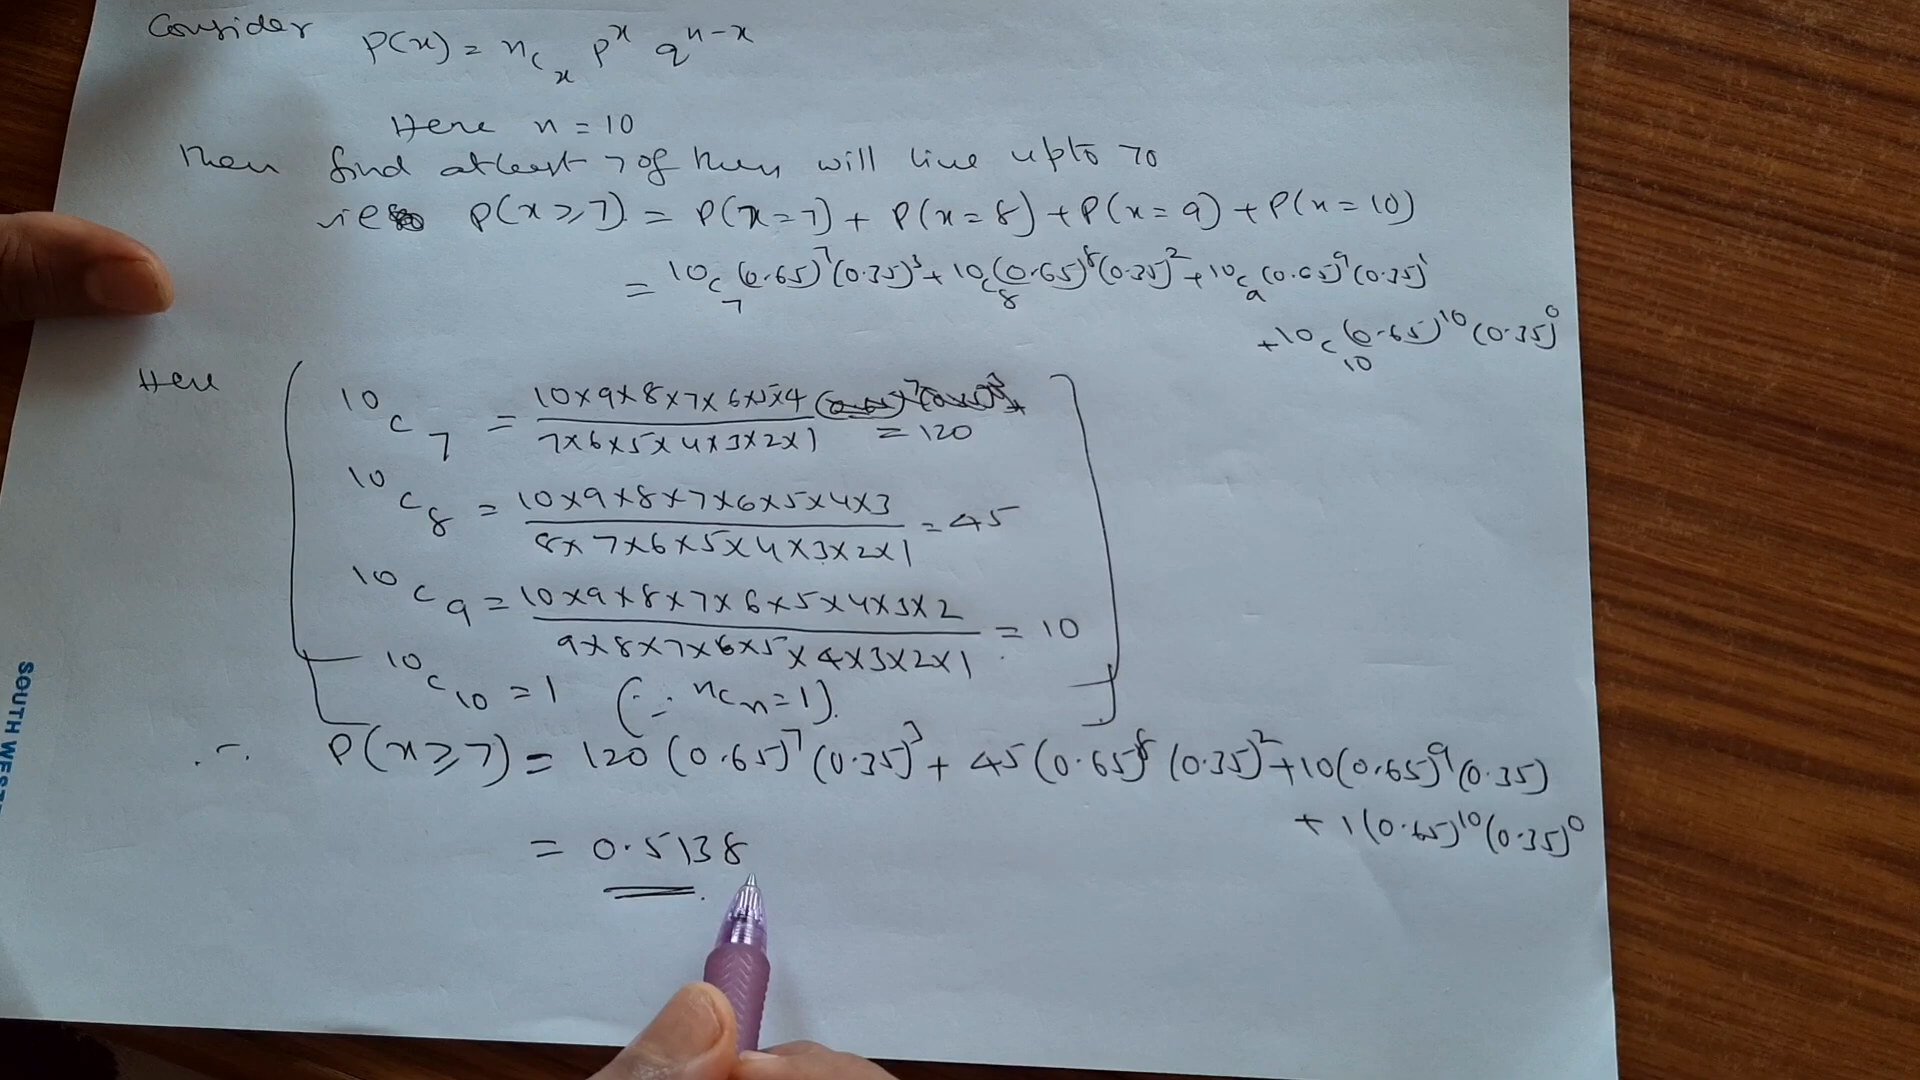 Consider P(x) = nCx p^x q^n-x
Here n = 10
Then find atleast 7 of them will live upto 70
ie P(x ≥ 7) = P(x=7) + P(x=8) + P(x=9) + P(x=10)
= 10C7 (0.65)^7 (0.35)^3 + 10C8 (0.65)^8 (0.35)^2 + 10C9 (0.65)^9 (0.35)^1
+ 10C10 (0.65)^10 (0.35)^0
Here 10C7 = 10×9×8×7×6×5×4 / 7×6×5×4×3×2×1 = 120
10C8 = 10×9×8×7×6×5×4×3 / 8×7×6×5×4×3×2×1 = 45
10C9 = 10×9×8×7×6×5×4×3×2 / 9×8×7×6×5×4×3×2×1 = 10
10C10 = 1 (∵ nCn = 1).
∴ P(x ≥ 7) = 120 (0.65)^7 (0.35)^3 + 45 (0.65)^8 (0.35)^2 + 10 (0.65)^9 (0.35)
+ 1 (0.65)^10 (0.35)^0
= 0.5138
SOUTH WEST